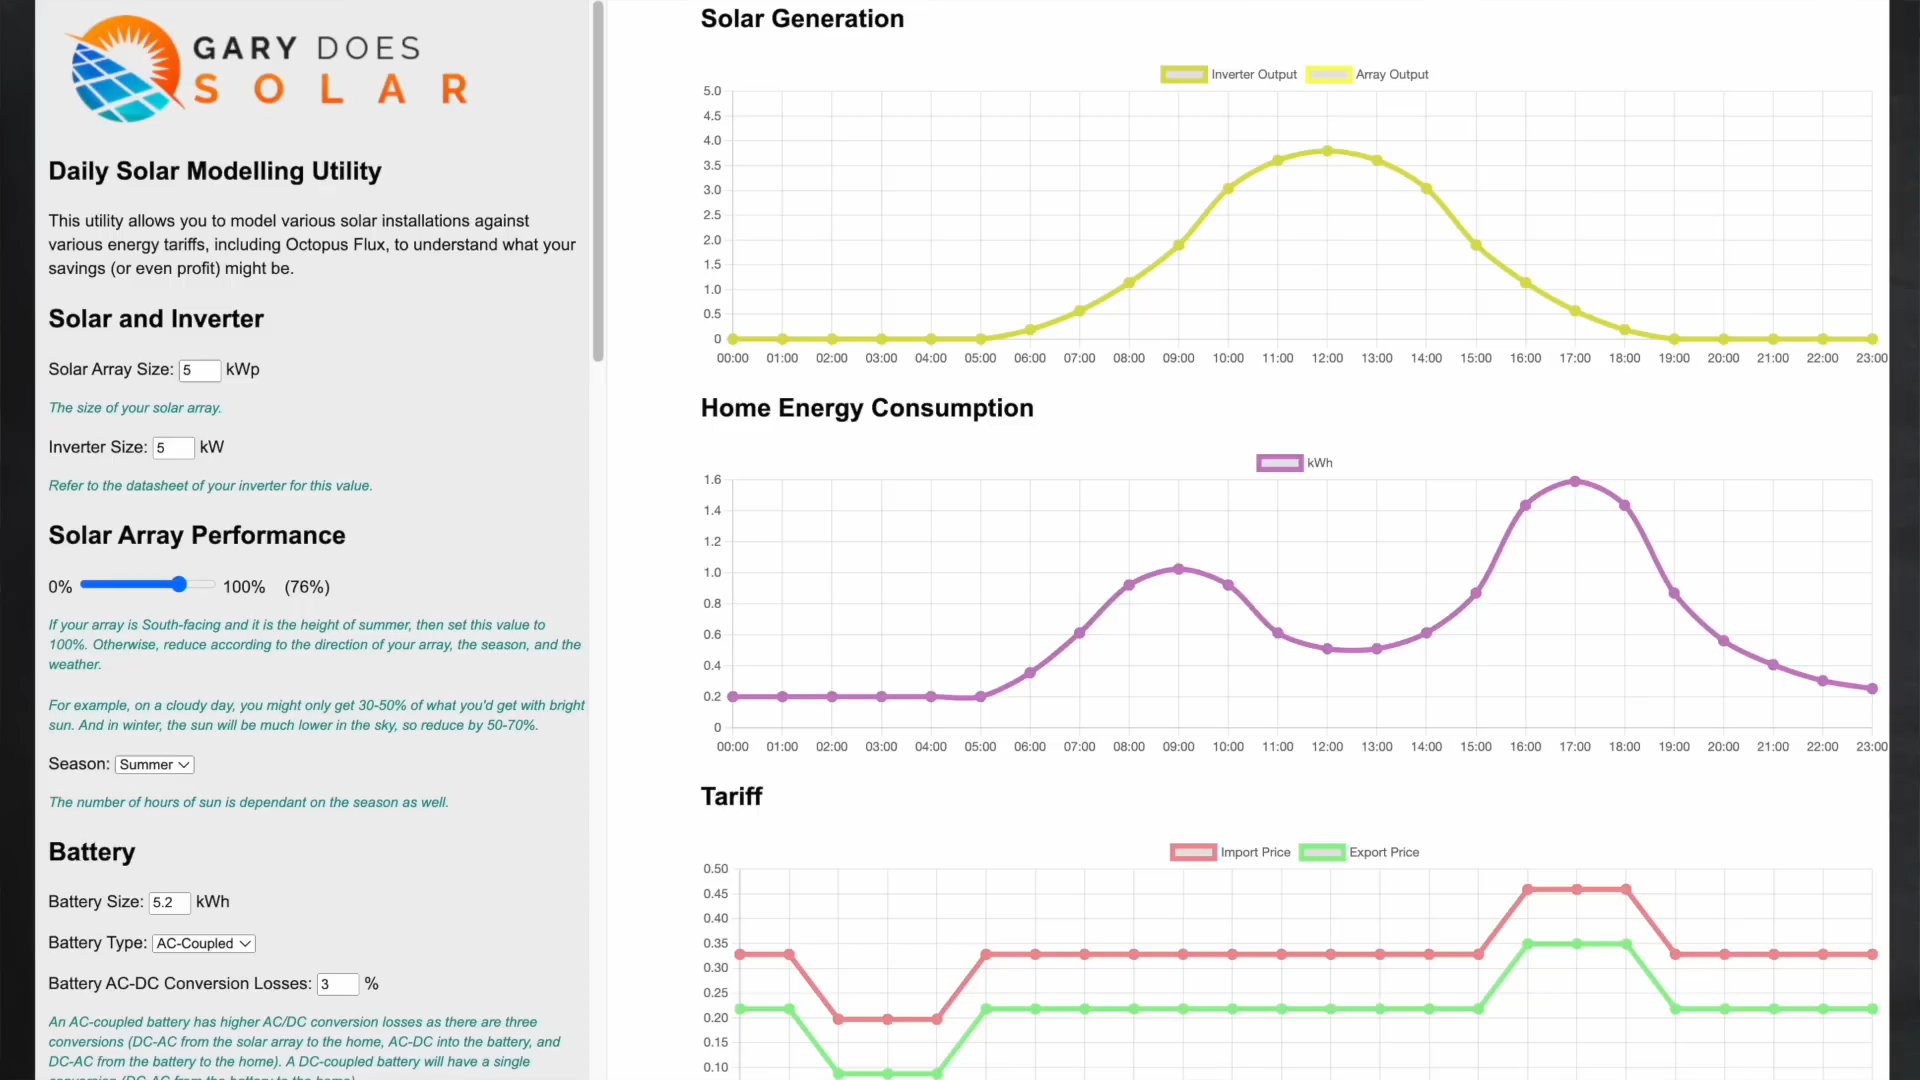 GARY DOES
SOLAR
Daily Solar Modelling Utility
This utility allows you to model various solar installations against
various energy tariffs, including Octopus Flux, to understand what your
savings (or even profit) might be.
Solar and Inverter
Solar Array Size: 5 kWp
The size of your solar array.
Inverter Size: 5 kW
Refer to the datasheet of your inverter for this value.
Solar Array Performance
0% 100% (76%)
If your array is South-facing and it is the height of summer, then set this value to
100%. Otherwise, reduce according to the direction of your array, the season, and the
weather.
For example, on a cloudy day, you might only get 30-50% of what you'd get with bright
sun. And in winter, the sun will be much lower in the sky, so reduce by 50-70%.
Season: Summer
The number of hours of sun is dependant on the season as well.
Battery
Battery Size: 5.2 kWh
Battery Type: AC-Coupled
Battery AC-DC Conversion Losses: 3 %
An AC-coupled battery has higher AC/DC conversion losses as there are three
conversions (DC-AC from the solar array to the home, AC-DC into the battery, and
DC-AC from the battery to the home). A DC-coupled battery will have a single
conversion (DC-AC from the battery to the home).
Solar Generation
Inverter Output Array Output
5.0
4.5
4.0
3.5
3.0
2.5
2.0
1.5
1.0
0.5
0
00:00 01:00 02:00 03:00 04:00 05:00 06:00 07:00 08:00 09:00 10:00 11:00 12:00 13:00 14:00 15:00 16:00 17:00 18:00 19:00 20:00 21:00 22:00 23:00
Home Energy Consumption
kWh
1.6
1.4
1.2
1.0
0.8
0.6
0.4
0.2
0
00:00 01:00 02:00 03:00 04:00 05:00 06:00 07:00 08:00 09:00 10:00 11:00 12:00 13:00 14:00 15:00 16:00 17:00 18:00 19:00 20:00 21:00 22:00 23:00
Tariff
Import Price Export Price
0.50
0.45
0.40
0.35
0.30
0.25
0.20
0.15
0.10